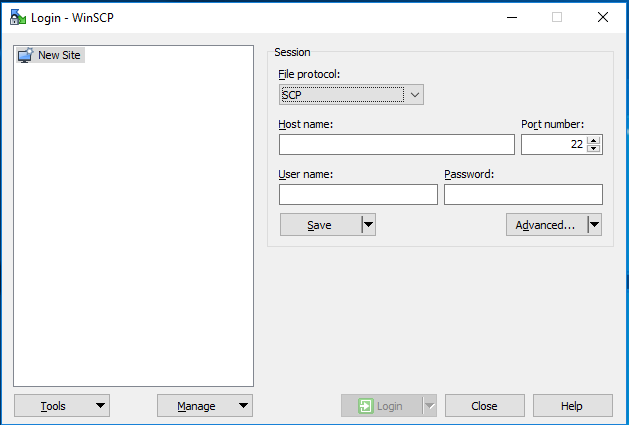 Login - WinSCP
New Site
Session
File protocol:
SCP
Host name:
Port number:
22
User name:
Password:
Save
Advanced...
Tools
Manage
Login
Close
Help